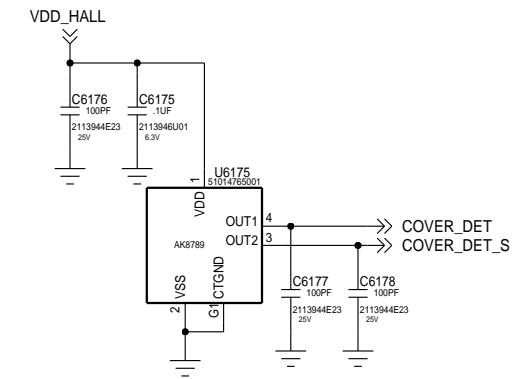 VDD_HALL
C6176
100PF
2113944E23
25V
C6175
.1UF
2113946U01
6.3V
U6175
51014765001
1
VDD
OUT1
4
COVER_DET
OUT2
3
COVER_DET_S
AK8789
VSS
CTGND
2
G1
C6177
100PF
2113944E23
25V
C6178
100PF
2113944E23
25V